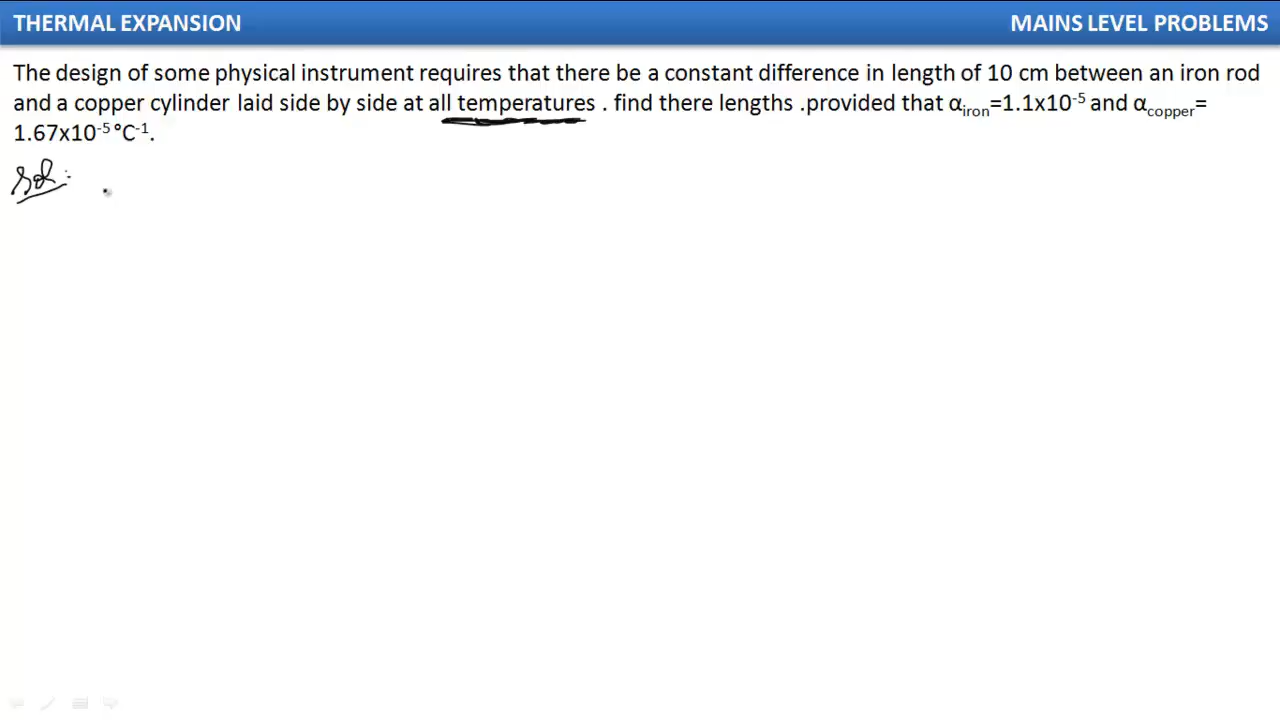 THERMAL EXPANSION MAINS LEVEL PROBLEMS
The design of some physical instrument requires that there be a constant difference in length of 10 cm between an iron rod
and a copper cylinder laid side by side at all temperatures . find there lengths .provided that αiron=1.1x10⁻⁵ and αcopper=
1.67x10⁻⁵ °C⁻¹.
Sol :